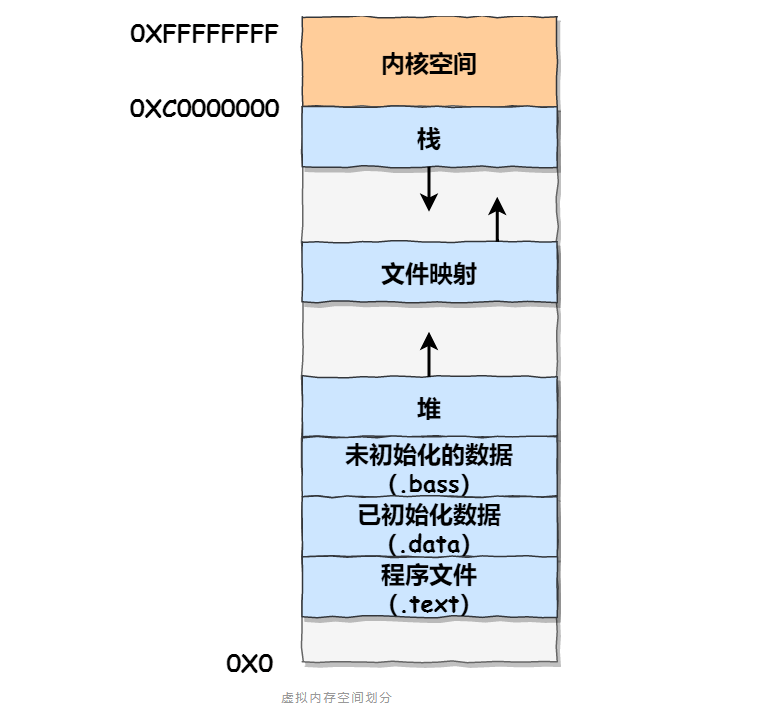 0XFFFFFFFF
内核空间
0XC0000000
栈
文件映射
堆
未初始化的数据
(.bass)
已初始化数据
(.data)
程序文件
(.text)
0X0
虚拟内存空间划分